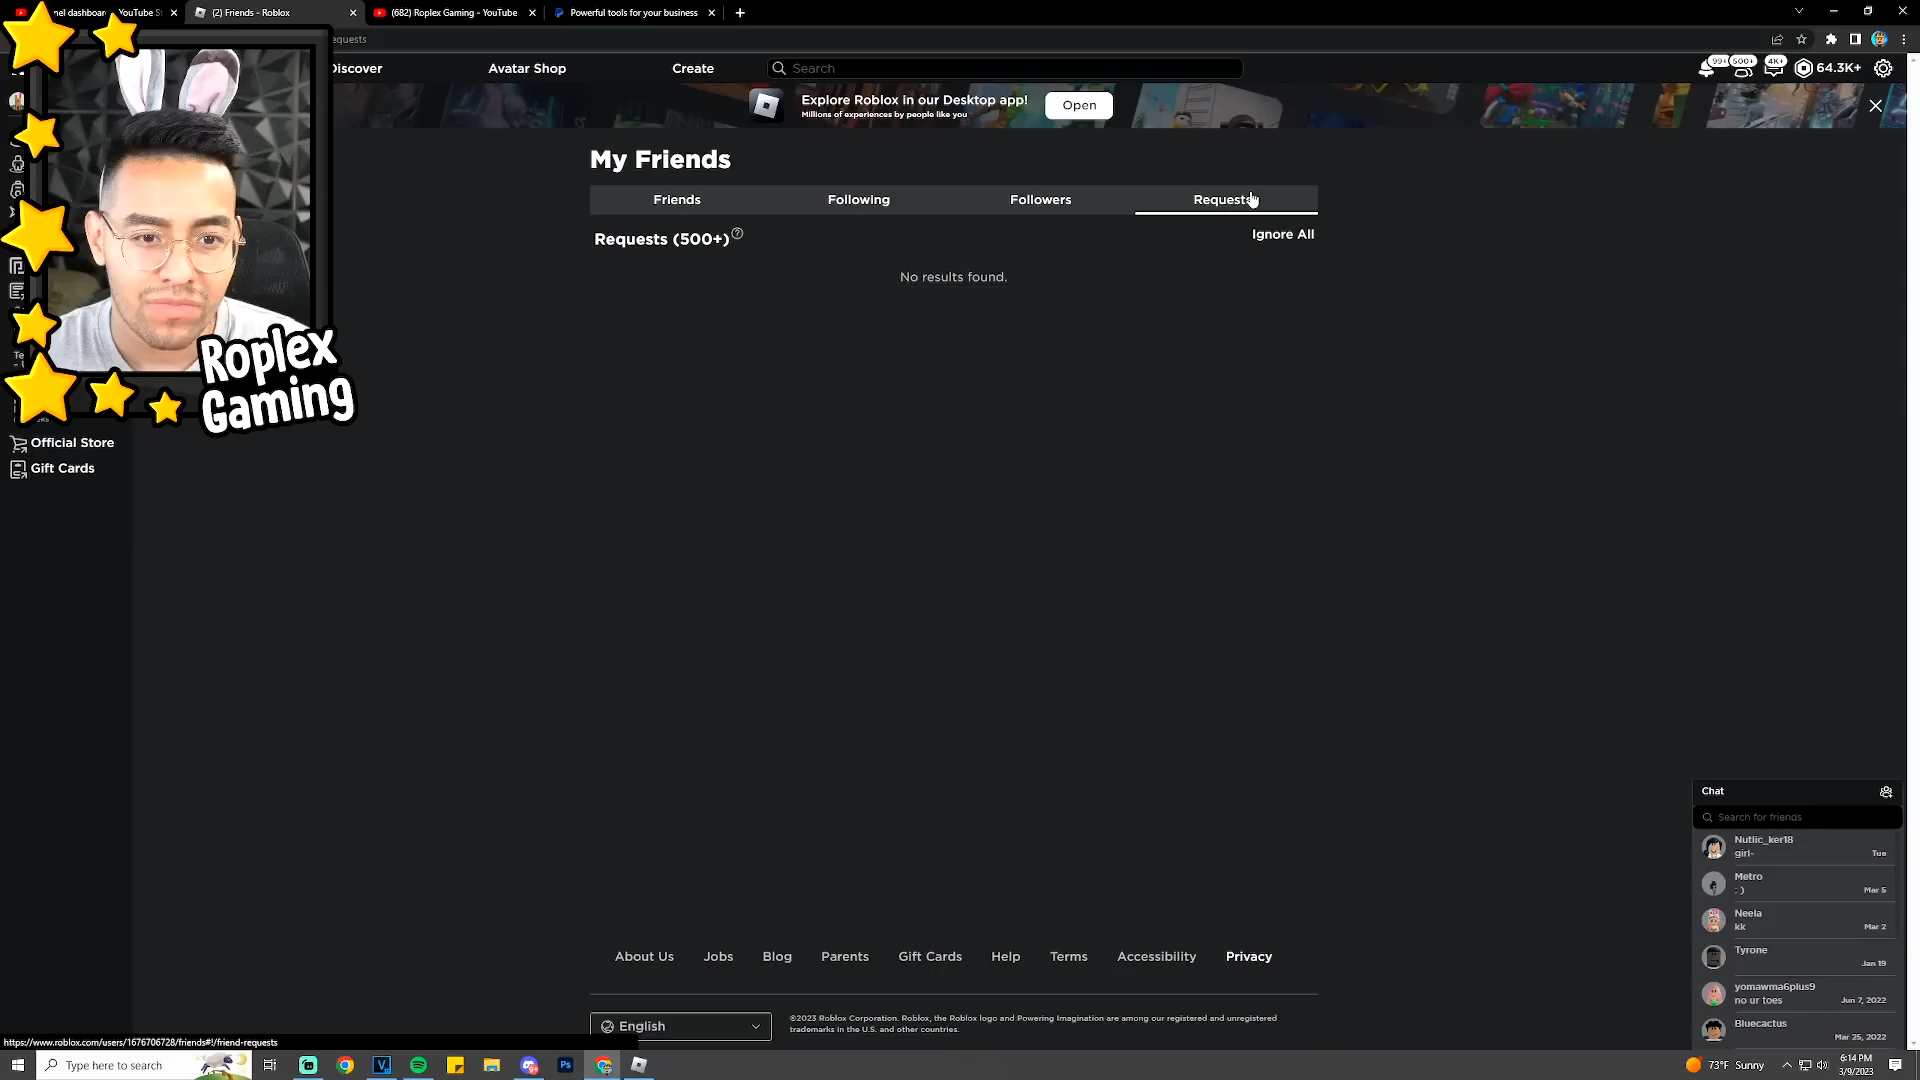 nel dashboard
YouTube S
(2) Friends - Roblox
(682) Roplex Gaming - YouTube
Powerful tools for your business
equests
Discover
Avatar Shop
Create
Search
99+
500+
4K+
64.3K+
Explore Roblox in our Desktop app!
Millions of experiences by people like you
Open
My Friends
Friends
Following
Followers
Requests
Requests (500+)
Ignore All
No results found.
Roplex
Gaming
Official Store
Gift Cards
Chat
Search for friends
Nutlic_ker18
girl-
Tue
Metro
: )
Mar 5
Neela
kk
Mar 2
Tyrone
Jan 19
yomawma6plus9
no ur toes
Jun 7, 2022
Bluecactus
Mar 25, 2022
About Us
Jobs
Blog
Parents
Gift Cards
Help
Terms
Accessibility
Privacy
English
©2023 Roblox Corporation. Roblox, the Roblox logo and Powering Imagination are among our registered and unregistered
trademarks in the U.S. and other countries.
https://www.roblox.com/users/1676706728/friends#!/friend-requests
Type here to search
Ps
73°F Sunny
6:14 PM
3/9/2023